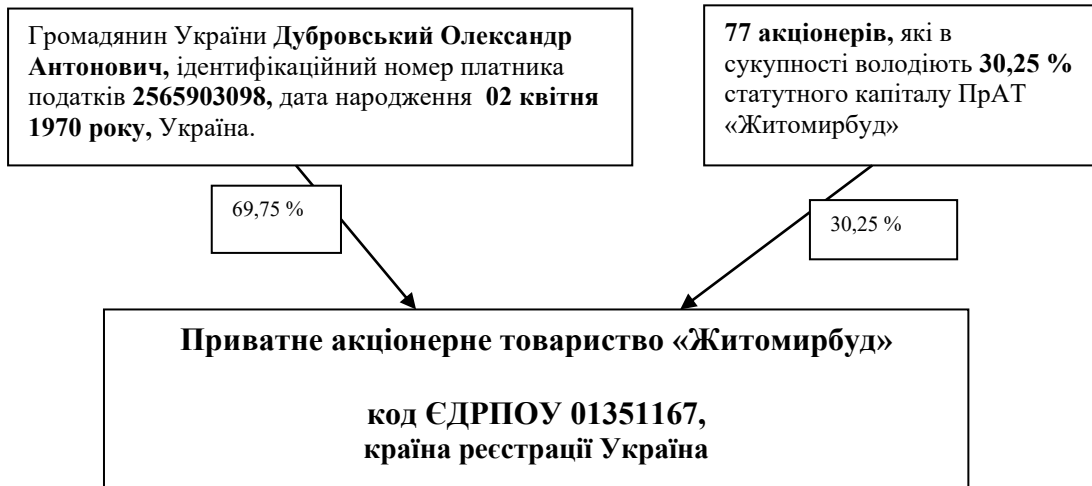 Громадянин України Дубровський Олександр
Антонович, ідентифікаційний номер платника
податків 2565903098, дата народження 02 квітня
1970 року, Україна.
77 акціонерів, які в
сукупності володіють 30,25 %
статутного капіталу ПрАТ
«Житомирбуд»
69,75 %
30,25 %
Приватне акціонерне товариство «Житомирбуд»
код ЄДРПОУ 01351167,
країна реєстрації Україна